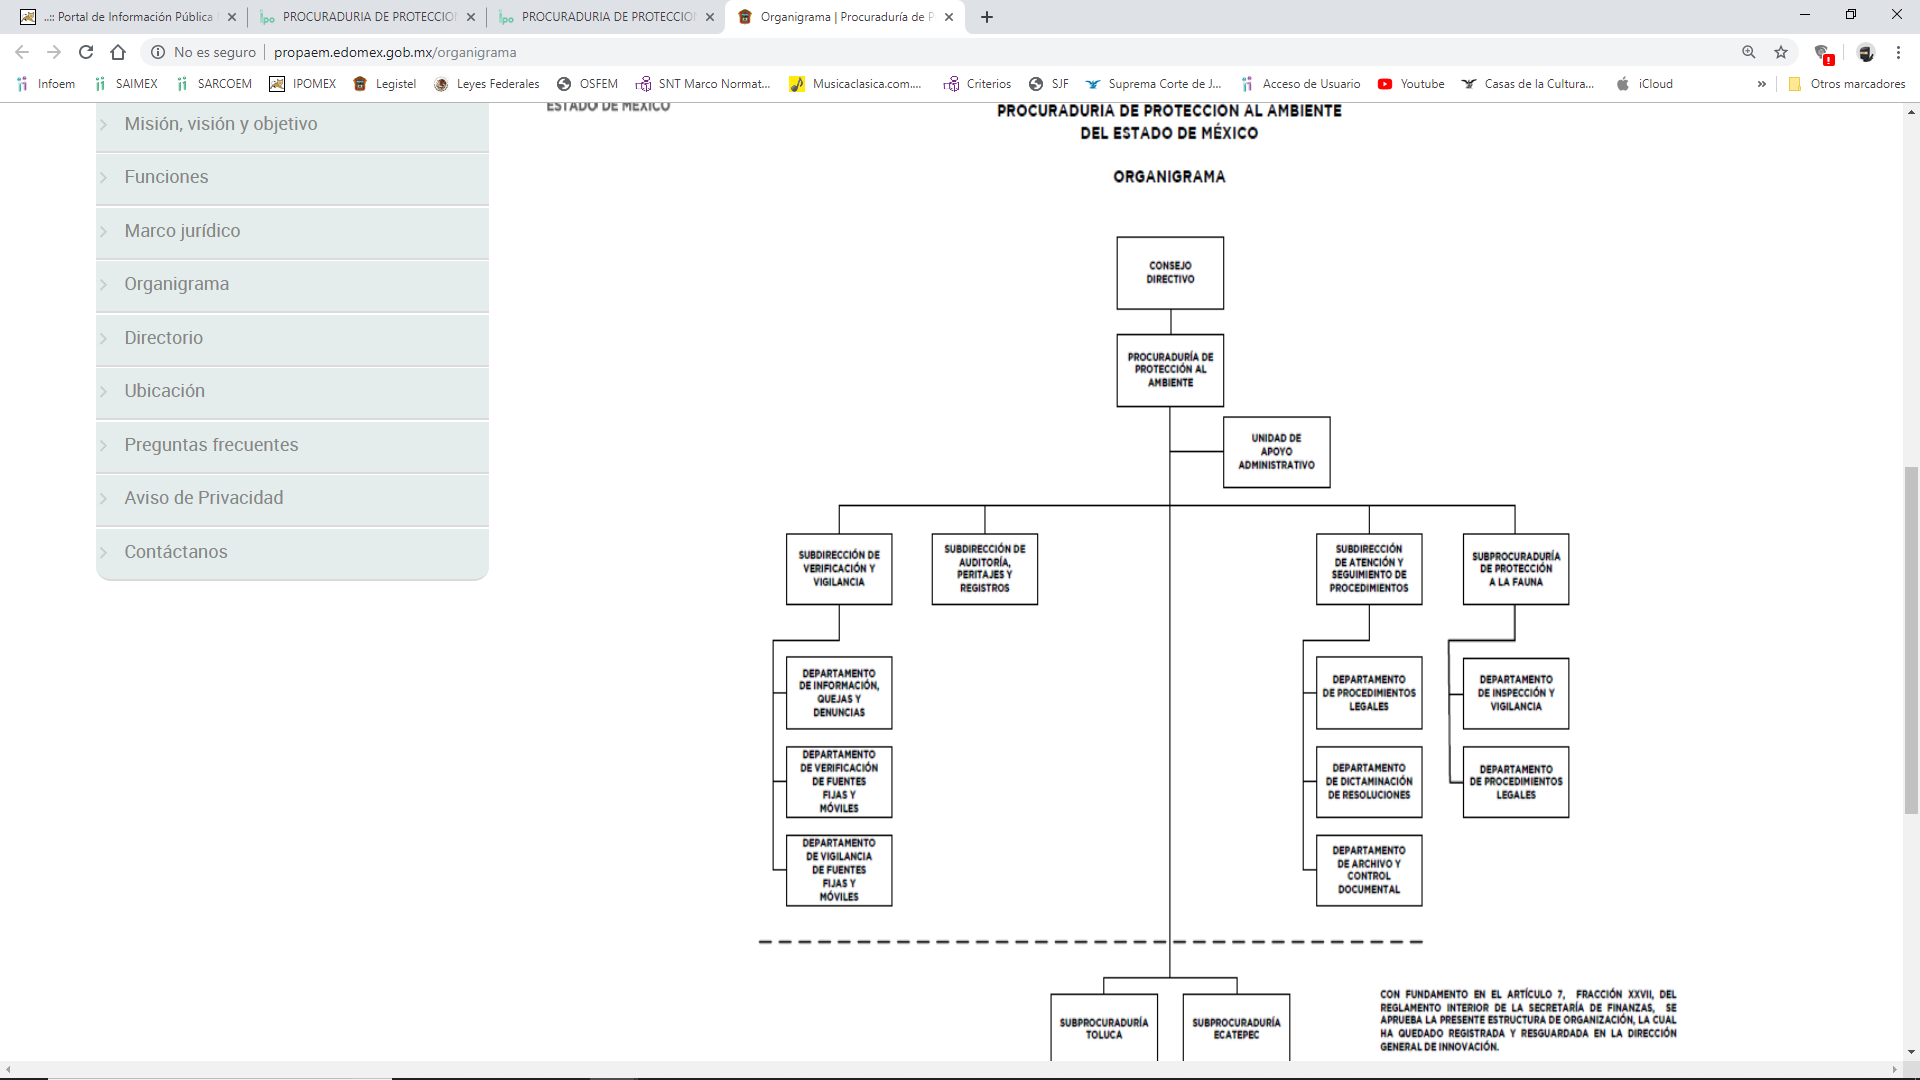 ..:: Portal de Información Pública
PROCURADURIA DE PROTECCION
PROCURADURIA DE PROTECCION
Organigrama | Procuraduría de P
No es seguro
propaem.edomex.gob.mx/organigrama
Infoem
SAIMEX
SARCOEM
IPOMEX
Legistel
Leyes Federales
OSFEM
SNT Marco Normat...
Musicaclasica.com....
Criterios
SJF
Suprema Corte de J...
Acceso de Usuario
Youtube
Casas de la Cultura...
iCloud
»
Otros marcadores
ESTADO DE MÉXICO
Misión, visión y objetivo
Funciones
Marco jurídico
Organigrama
Directorio
Ubicación
Preguntas frecuentes
Aviso de Privacidad
Contáctanos
PROCURADURÍA DE PROTECCIÓN AL AMBIENTE
DEL ESTADO DE MÉXICO
ORGANIGRAMA
CONSEJO
DIRECTIVO
PROCURADURÍA DE
PROTECCIÓN AL
AMBIENTE
UNIDAD DE
APOYO
ADMINISTRATIVO
SUBDIRECCIÓN DE
VERIFICACIÓN Y
VIGILANCIA
SUBDIRECCIÓN DE
AUDITORÍA,
PERITAJES Y
REGISTROS
SUBDIRECCIÓN
DE ATENCIÓN Y
SEGUIMIENTO DE
PROCEDIMIENTOS
SUBPROCURADURÍA
DE PROTECCIÓN
A LA FAUNA
DEPARTAMENTO
DE INFORMACIÓN,
QUEJAS Y
DENUNCIAS
DEPARTAMENTO
DE PROCEDIMIENTOS
LEGALES
DEPARTAMENTO
DE INSPECCIÓN Y
VIGILANCIA
DEPARTAMENTO
DE VERIFICACIÓN
DE FUENTES
FIJAS Y
MÓVILES
DEPARTAMENTO
DE DICTAMINACIÓN
DE RESOLUCIONES
DEPARTAMENTO
DE PROCEDIMIENTOS
LEGALES
DEPARTAMENTO
DE VIGILANCIA
DE FUENTES
FIJAS Y
MÓVILES
DEPARTAMENTO
DE ARCHIVO Y
CONTROL
DOCUMENTAL
SUBPROCURADURÍA
TOLUCA
SUBPROCURADURÍA
ECATEPEC
CON FUNDAMENTO EN EL ARTÍCULO 7, FRACCIÓN XXVII, DEL
REGLAMENTO INTERIOR DE LA SECRETARÍA DE FINANZAS, SE
APRUEBA LA PRESENTE ESTRUCTURA DE ORGANIZACIÓN, LA CUAL
HA QUEDADO REGISTRADA Y RESGUARDADA EN LA DIRECCIÓN
GENERAL DE INNOVACIÓN.